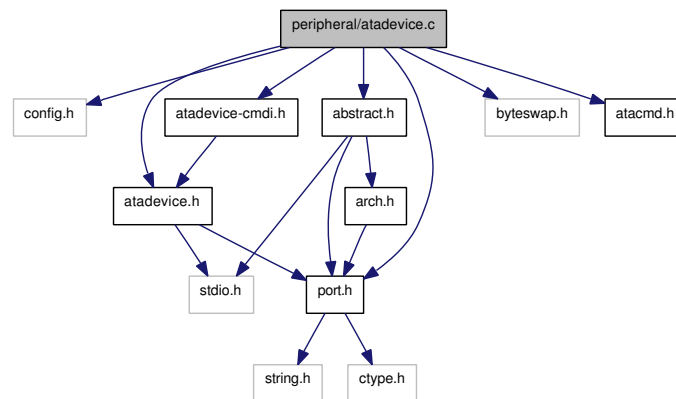 peripheral/atadevice.c
config.h
atadevice-cmdi.h
abstract.h
byteswap.h
atacmd.h
atadevice.h
arch.h
stdio.h
port.h
string.h
ctype.h